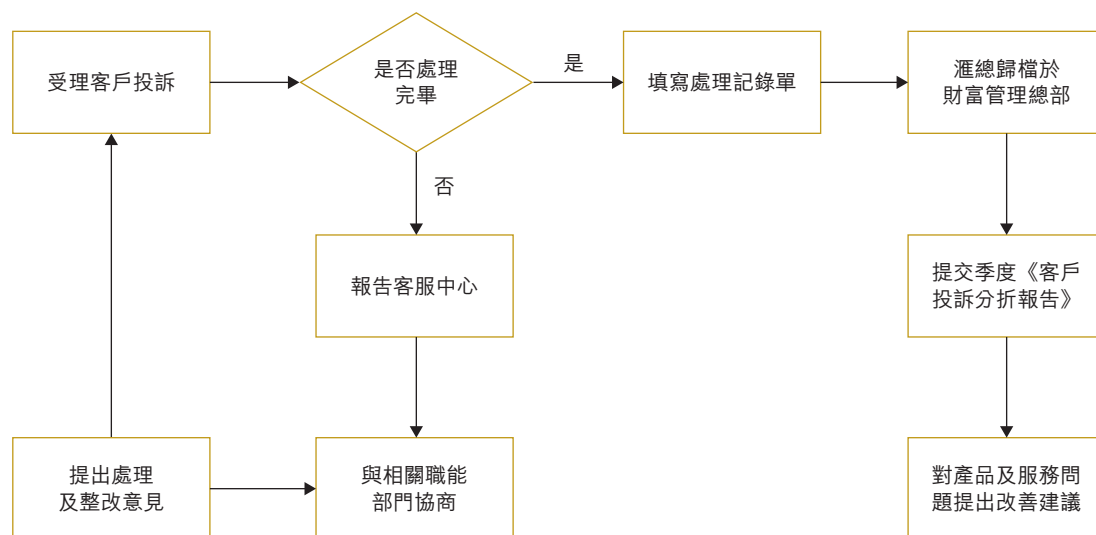 受理客戶投訴
是否處理
完畢
是
填寫處理記錄單
滙總歸檔於
財富管理總部
否
報告客服中心
提交季度《客戶
投訴分折報告》
提出處理
及整改意見
與相關職能
部門協商
對產品及服務問
題提出改善建議